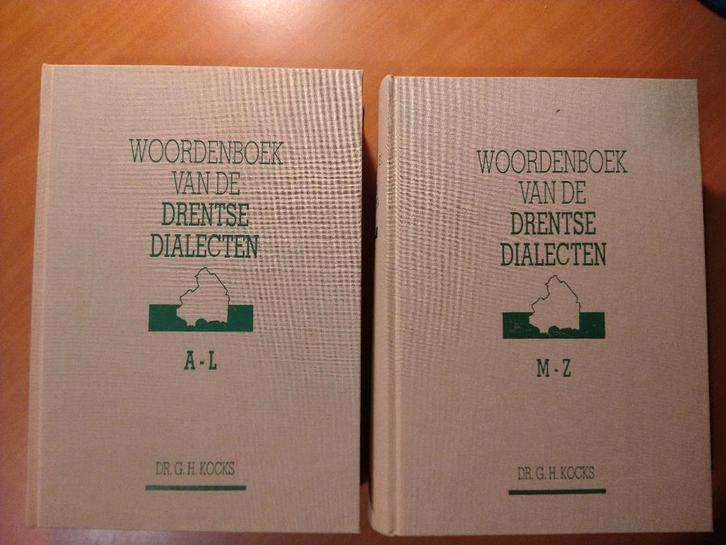 WOORDENBOEK
VAN DE
DRENTSE
DIALECTEN
A-L
DR. G. H. KOCKS
WOORDENBOEK
VAN DE
DRENTSE
DIALECTEN
M-Z
DR. G. H. KOCKS